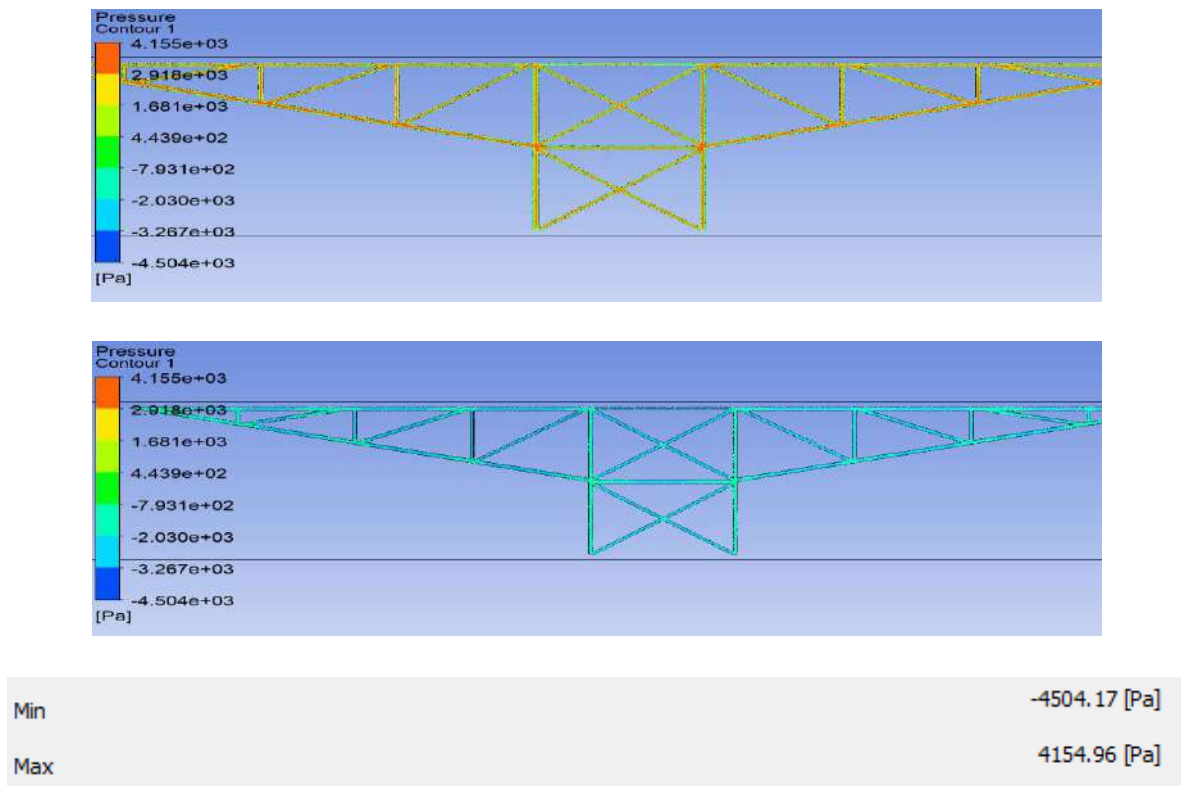 Pressure
Contour 1
4.155e+03
2.918e+03
1.681e+03
4.439e+02
-7.931e+02
-2.030e+03
-3.267e+03
-4.504e+03
[Pa]
Pressure
Contour 1
4.155e+03
2.918e+03
1.681e+03
4.439e+02
-7.931e+02
-2.030e+03
-3.267e+03
-4.504e+03
[Pa]
Min -4504.17 [Pa]
Max 4154.96 [Pa]